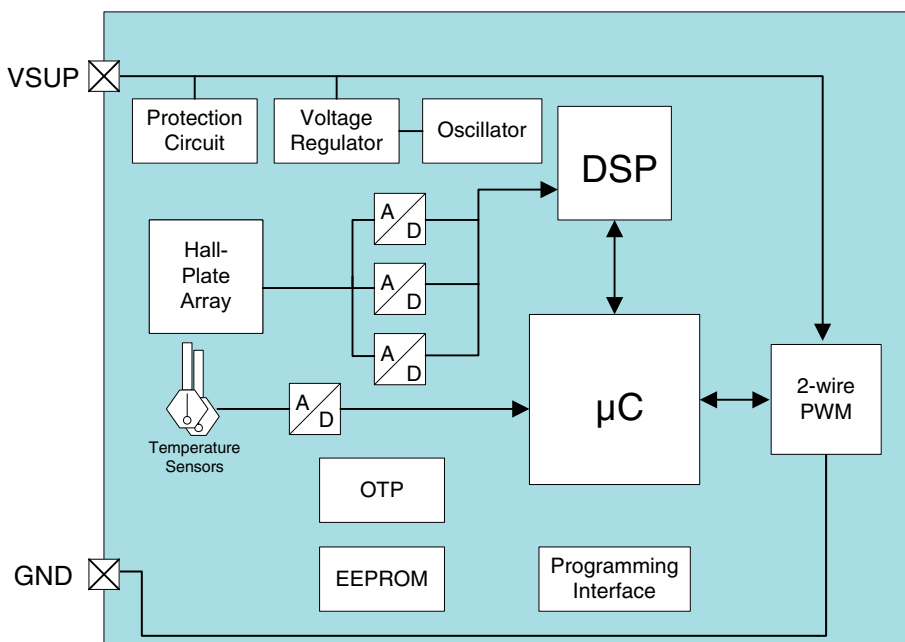 VSUP
Protection
Circuit
Voltage
Regulator
Oscillator
DSP
Hall-
Plate
Array
A
D
A
D
A
D
Temperature
Sensors
A
D
µC
2-wire
PWM
OTP
GND
EEPROM
Programming
Interface